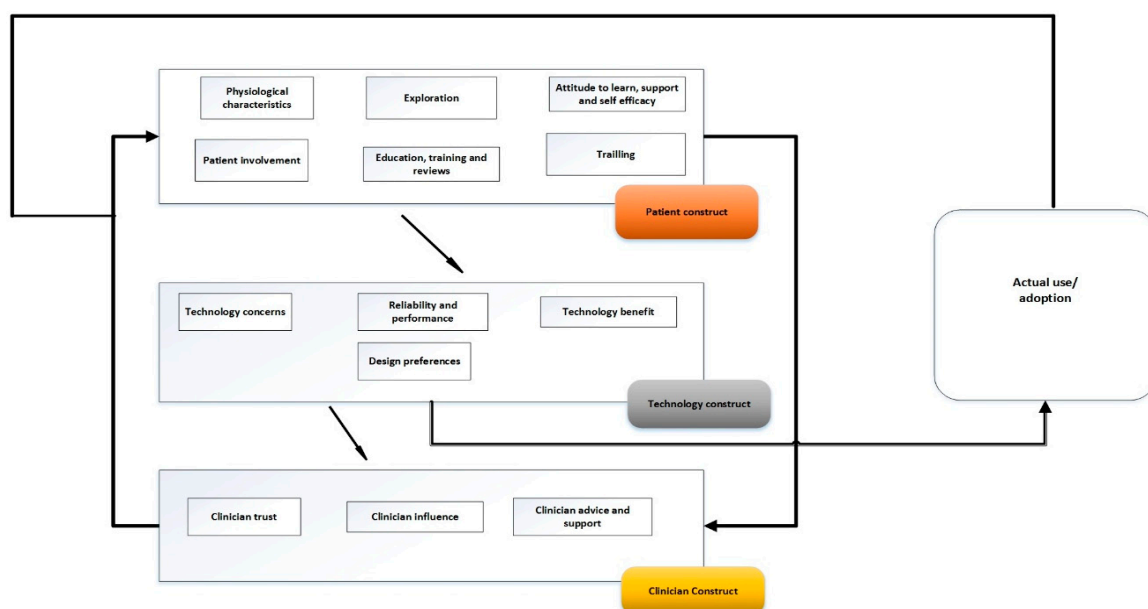 Physiological
characteristics
Exploration
Attitude to learn, support
and self efficacy
Patient involvement
Education, training and
reviews
Trailling
Patient construct
Technology concerns
Reliability and
performance
Technology benefit
Design preferences
Technology construct
Clinician trust
Clinician influence
Clinician advice and
support
Clinician Construct
Actual use/
adoption